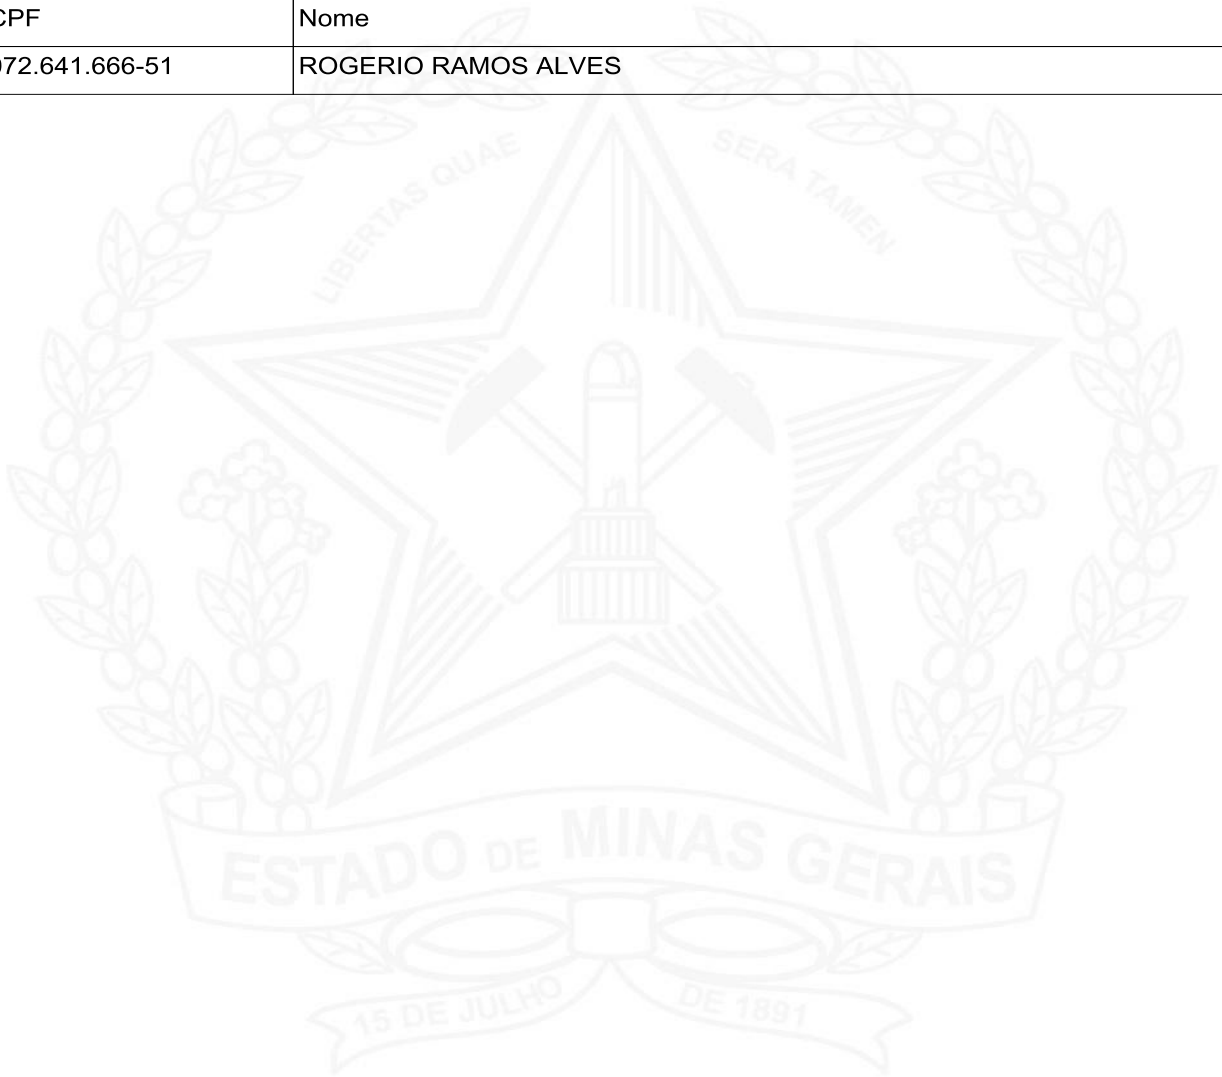 CPF Nome
072.641.666-51 ROGERIO RAMOS ALVES
LIBERTAS QUAE SERA TAMEN
ESTADO DE MINAS GERAIS
15 DE JULHO DE 1891